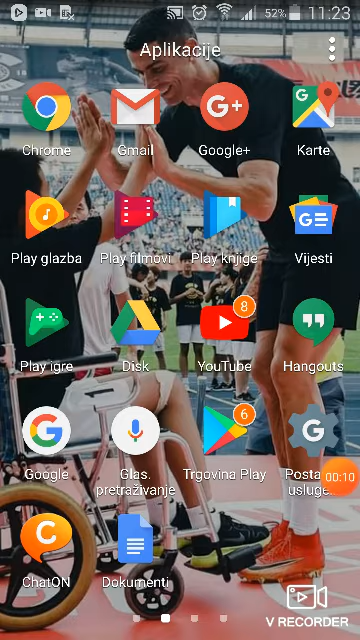 52% 11:23
Aplikacije
Chrome Gmail Google+ Karte
Play glazba Play filmovi Play knjige Vijesti
8
Play igre Disk YouTube Hangouts
6
Google Glas. pretraživanje Trgovina Play Posta usluge
00:10
ChatON Dokumenti
V RECORDER